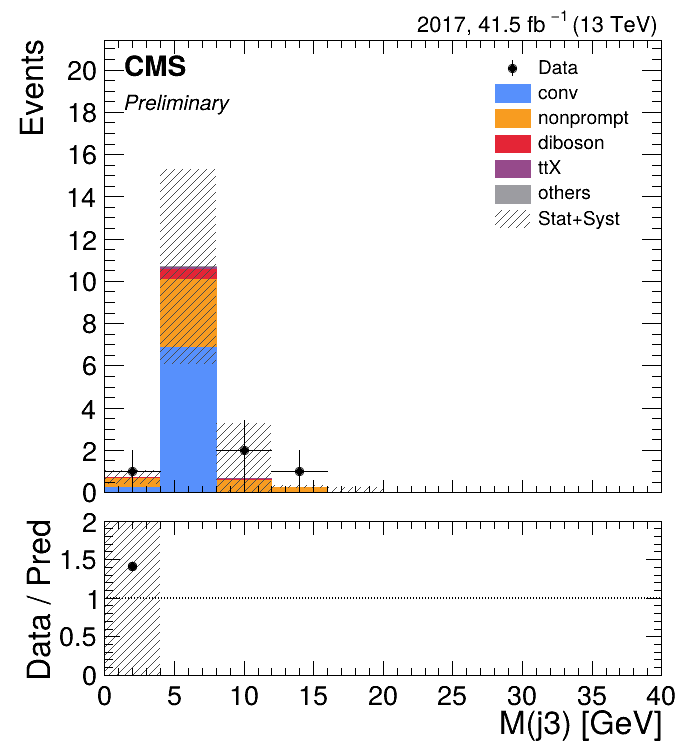 2017, 41.5 fb⁻¹ (13 TeV)
CMS
Preliminary
Data
conv
nonprompt
diboson
ttX
others
Stat+Syst
Events
20
18
16
14
12
10
8
6
4
2
0
Data / Pred
2
1.5
1
0.5
0
0 5 10 15 20 25 30 35 40
M(j3) [GeV]